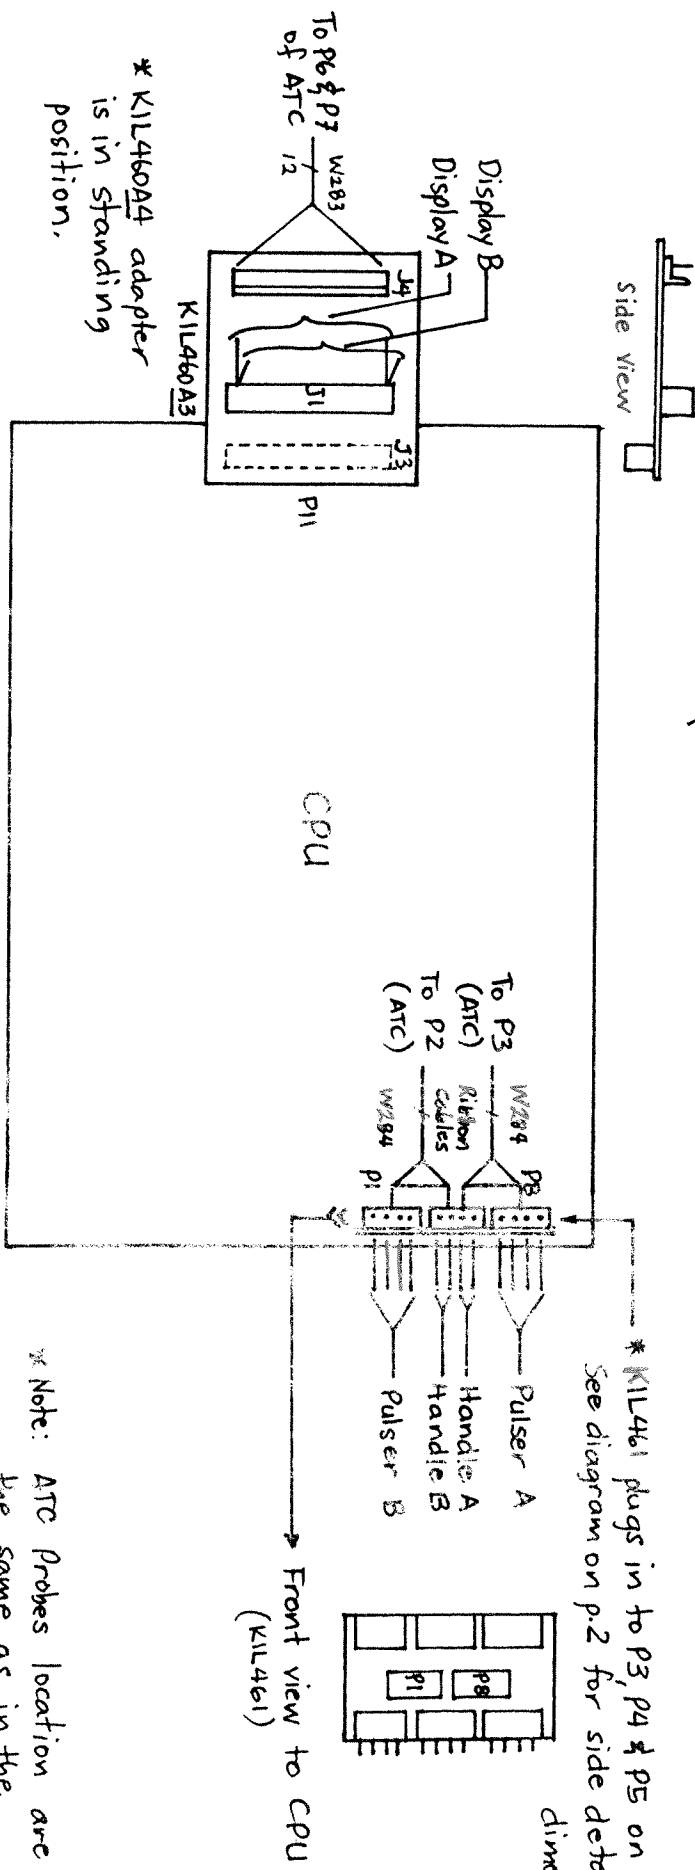 Side view
* KIL461 plugs in to P3, P4 & P5 on
See diagram on p.2 for side
Display B
Display A
To P6 & P7
of ATC
W283
12
J4
J1
J3
P11
KIL460A3
* KIL460A4 adapter
is in standing
position.
CPU
To P3
(ATC)
To P2
(ATC)
W284
Ribbon
Cables
W284
P8
P1
Pulser A
Handle A
Handle B
Pulser B
P8
P1
Front view to CPU
(KIL461)
* Note: ATC Probes location are
the same as in the